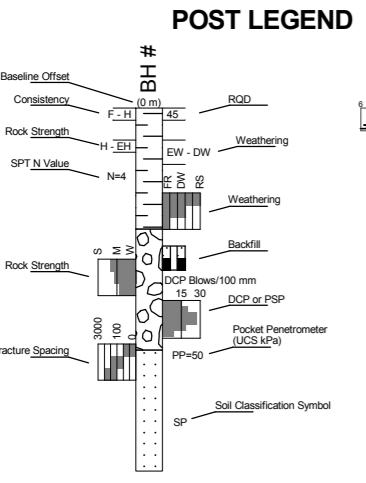 POST LEGEND
BH #
Baseline Offset
(0 m)
Consistency
F - H
45
RQD
Rock Strength
H - EH
EW - DW
Weathering
SPT N Value
N=4
FR
DW
RS
Weathering
Backfill
S
M
W
Rock Strength
DCP Blows/100 mm
15 30
DCP or PSP
3000
100
0
Pocket Penetrometer
(UCS kPa)
racture Spacing
PP=50
Soil Classification Symbol
SP
6